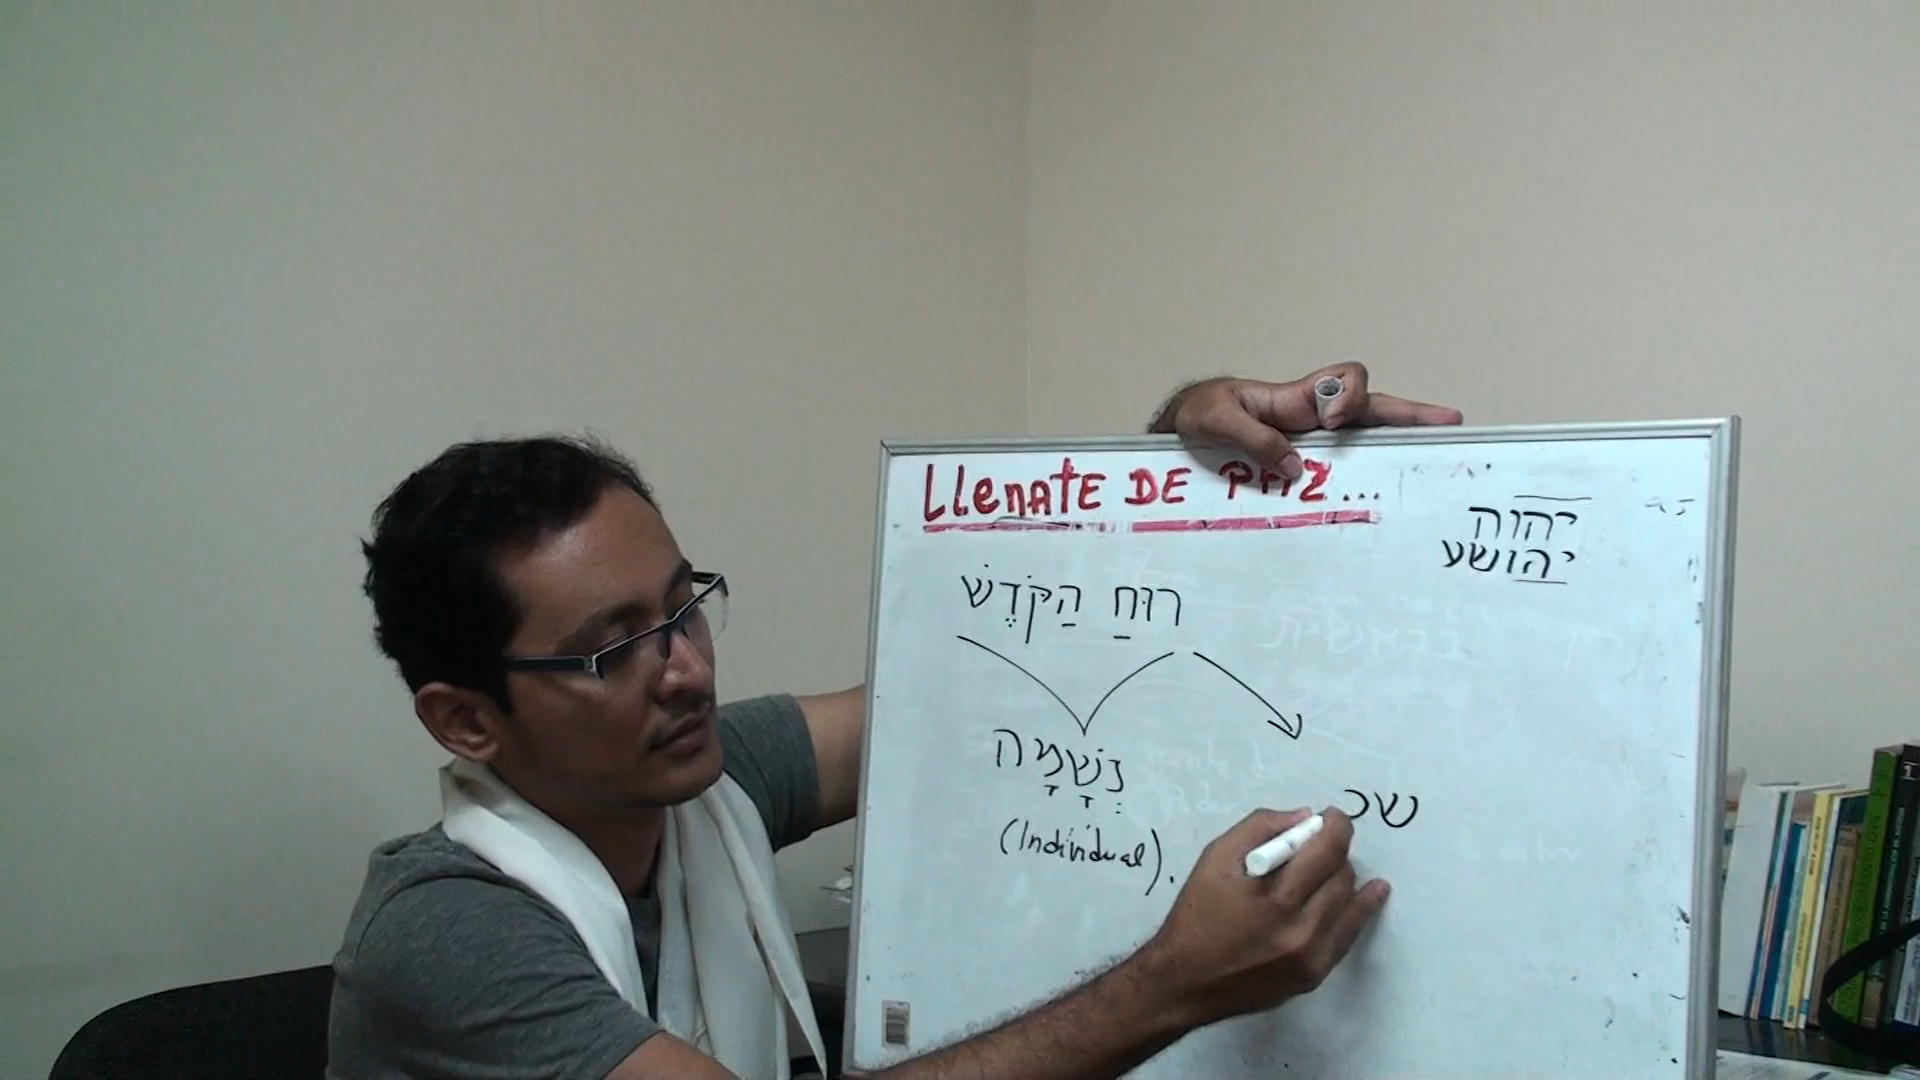 LLeNATE DE PAZ...
יהוה
יהושע
רוּחַ הַקֹּדֶשׁ
נְשָׁמָה
(Individual).
שכ